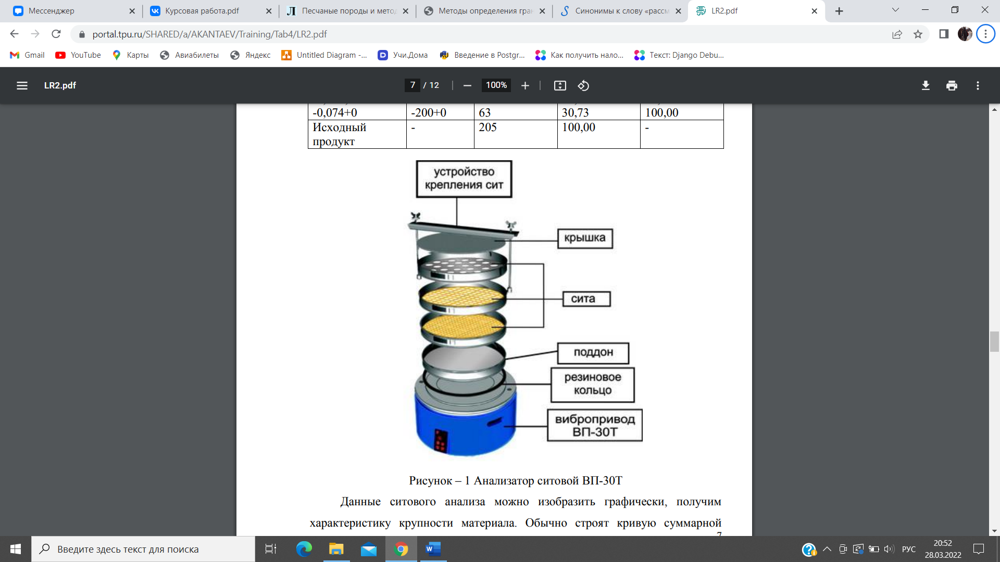 Мессенджер
Курсовая работа.pdf
Песчаные породы и мето
Методы определения гран
Синонимы к слову «рассм
LR2.pdf
portal.tpu.ru/SHARED/a/AKANTAEV/Training/Tab4/LR2.pdf
Gmail
YouTube
Карты
Авиабилеты
Яндекс
Untitled Diagram -...
Учи.Дома
Введение в Postgr...
Как получить нало...
Текст: Django Debu...
LR2.pdf
7 / 12
100%
-0,074+0 -200+0 63 30,73 100,00
Исходный - 205 100,00 -
продукт
устройство
крепления сит
крышка
сита
поддон
резиновое
кольцо
вибропривод
ВП-30Т
Рисунок – 1 Анализатор ситовой ВП-30Т
Данные ситового анализа можно изобразить графически, получим
характеристику крупности материала. Обычно строят кривую суммарной
7
Введите здесь текст для поиска
РУС
20:52
28.03.2022